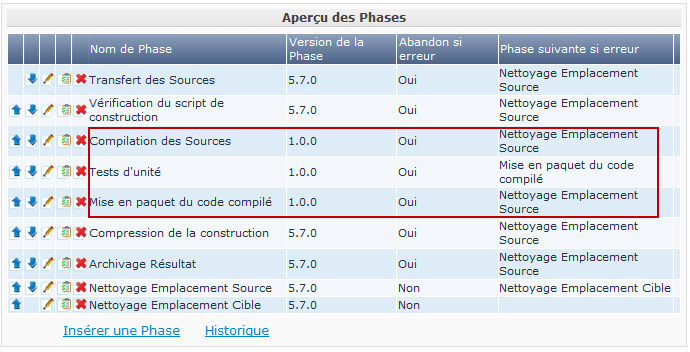 Aperçu des Phases
Nom de Phase
Version de la
Phase
Abandon si
erreur
Phase suivante si erreur
Transfert des Sources
5.7.0
Oui
Nettoyage Emplacement
Source
Vérification du script de
construction
5.7.0
Oui
Nettoyage Emplacement
Source
Compilation des Sources
1.0.0
Oui
Nettoyage Emplacement
Source
Tests d'unité
1.0.0
Oui
Mise en paquet du code
compilé
Mise en paquet du code compilé
1.0.0
Oui
Nettoyage Emplacement
Source
Compression de la construction
5.7.0
Oui
Nettoyage Emplacement
Source
Archivage Résultat
5.7.0
Oui
Nettoyage Emplacement
Source
Nettoyage Emplacement Source
5.7.0
Non
Nettoyage Emplacement Cible
Nettoyage Emplacement Cible
5.7.0
Non
Insérer une Phase
Historique